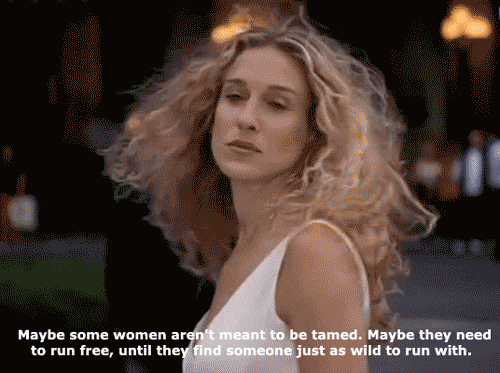 Maybe some women aren't meant to be tamed. Maybe they need
to run free, until they find someone just as wild to run with.